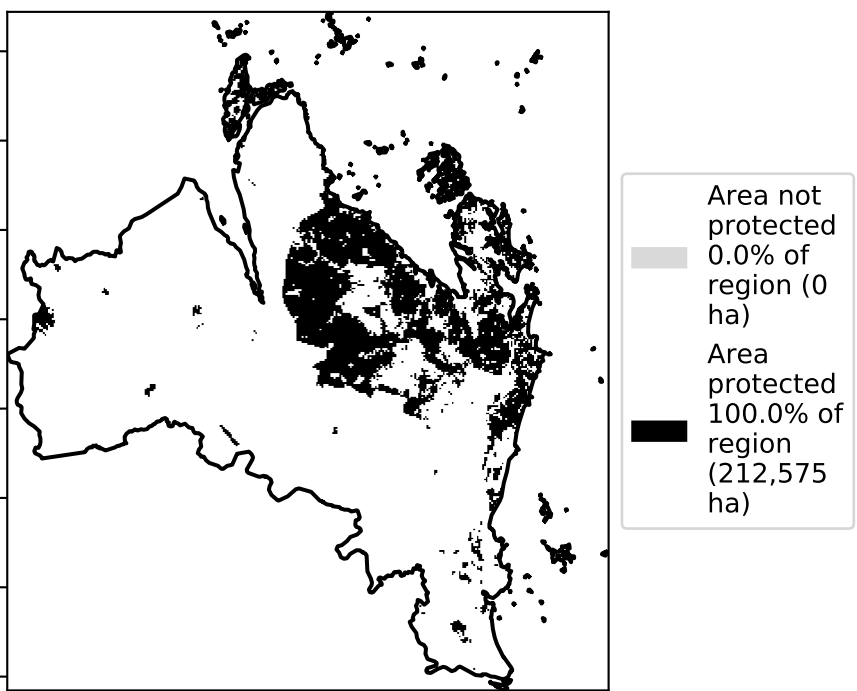 Area not
protected
0.0% of
region (0
ha)
Area
protected
100.0% of
region
(212,575
ha)